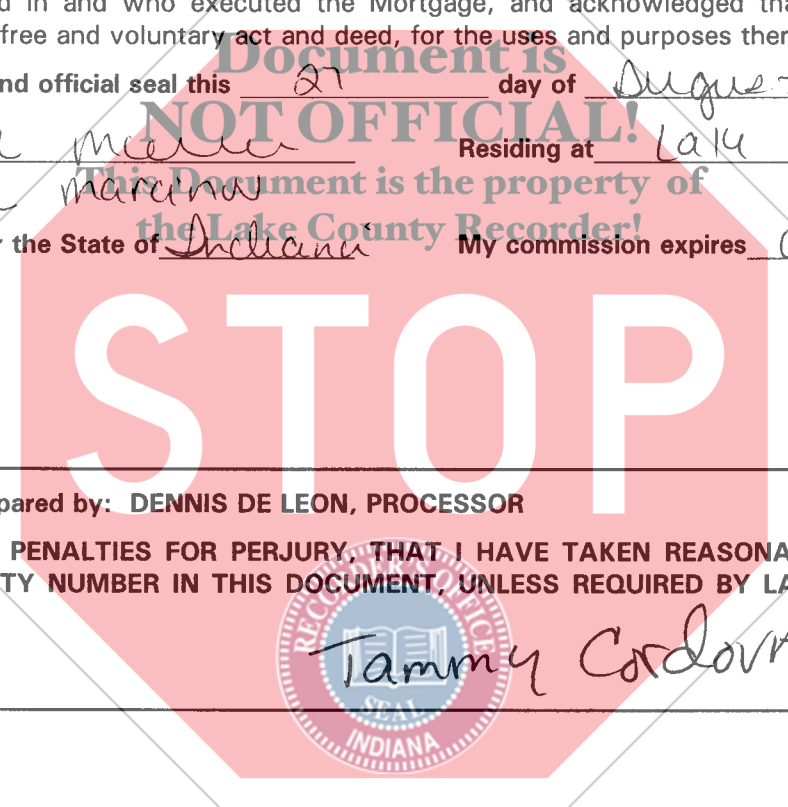 d in and who executed the Mortgage, and acknowledged tha
free and voluntary act and deed, for the uses and purposes ther
Document is
nd official seal this 27 day of Augus
NOT OFFICIAL!
Residing at Lake
This Document is the property of
the Lake County Recorder!
the State of Indiana My commission expires
STOP
pared by: DENNIS DE LEON, PROCESSOR
PENALTIES FOR PERJURY, THAT I HAVE TAKEN REASONA
TY NUMBER IN THIS DOCUMENT, UNLESS REQUIRED BY LA
RECORDER'S OFFICE
Tammy Cordova
SEAL
INDIANA